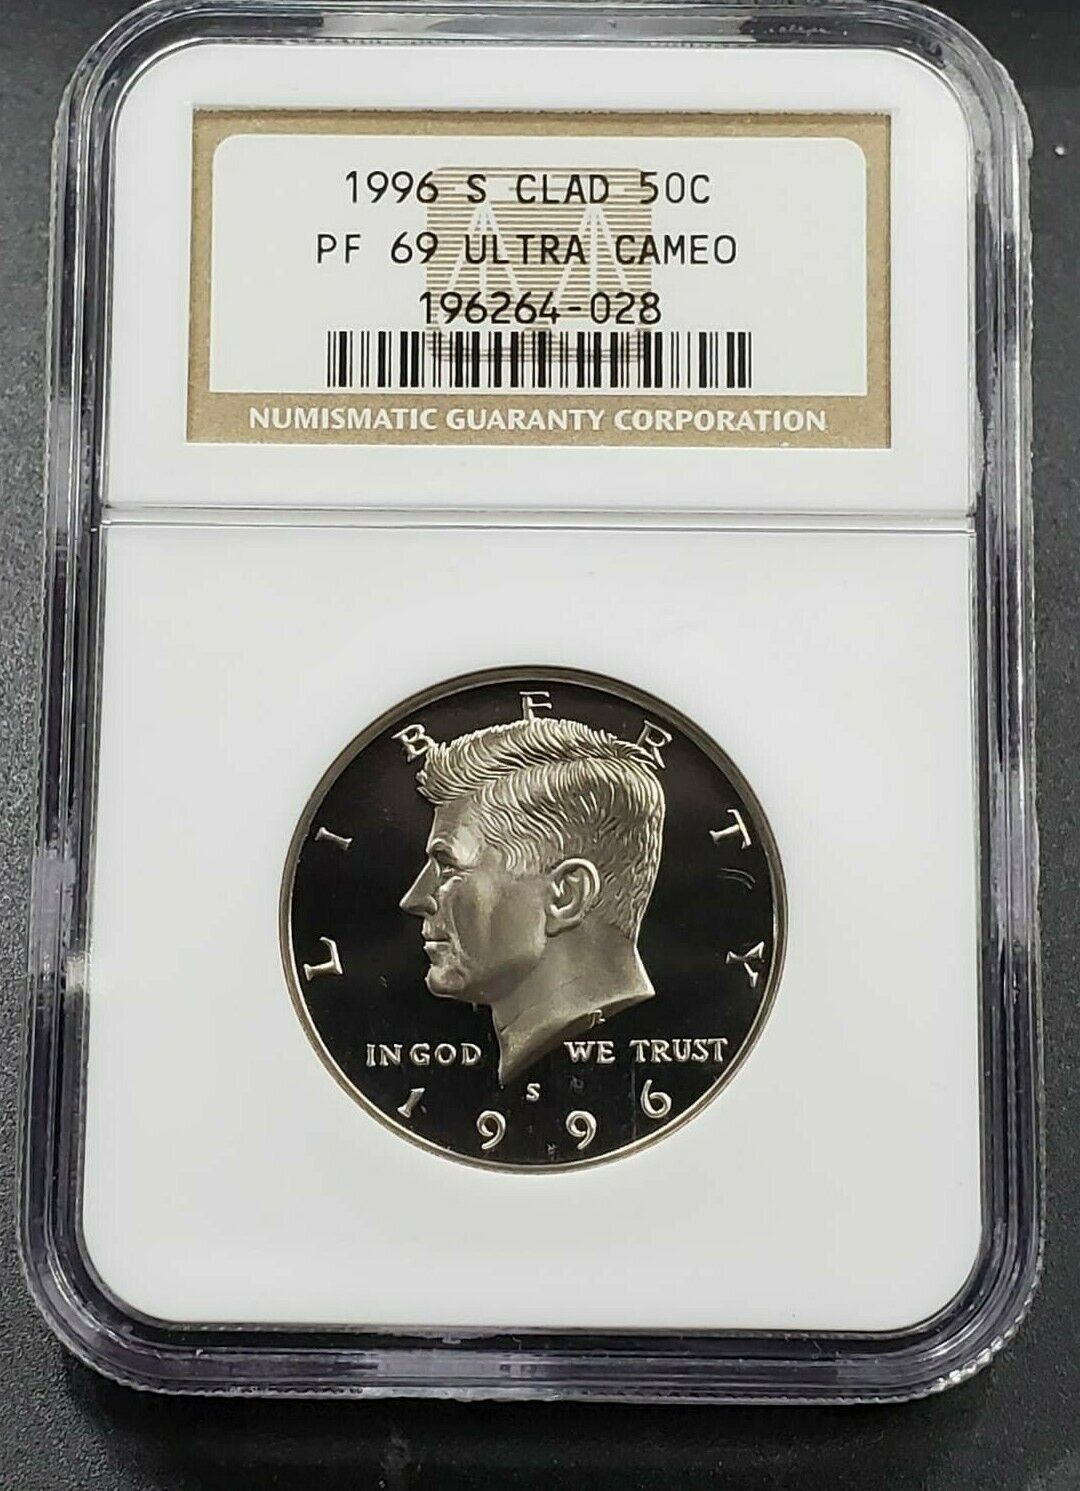 1996 S CLAD 50C
PF 69 ULTRA CAMEO
196264-028
NUMISMATIC GUARANTY CORPORATION
LIBERTY
IN GOD WE TRUST
S
1996